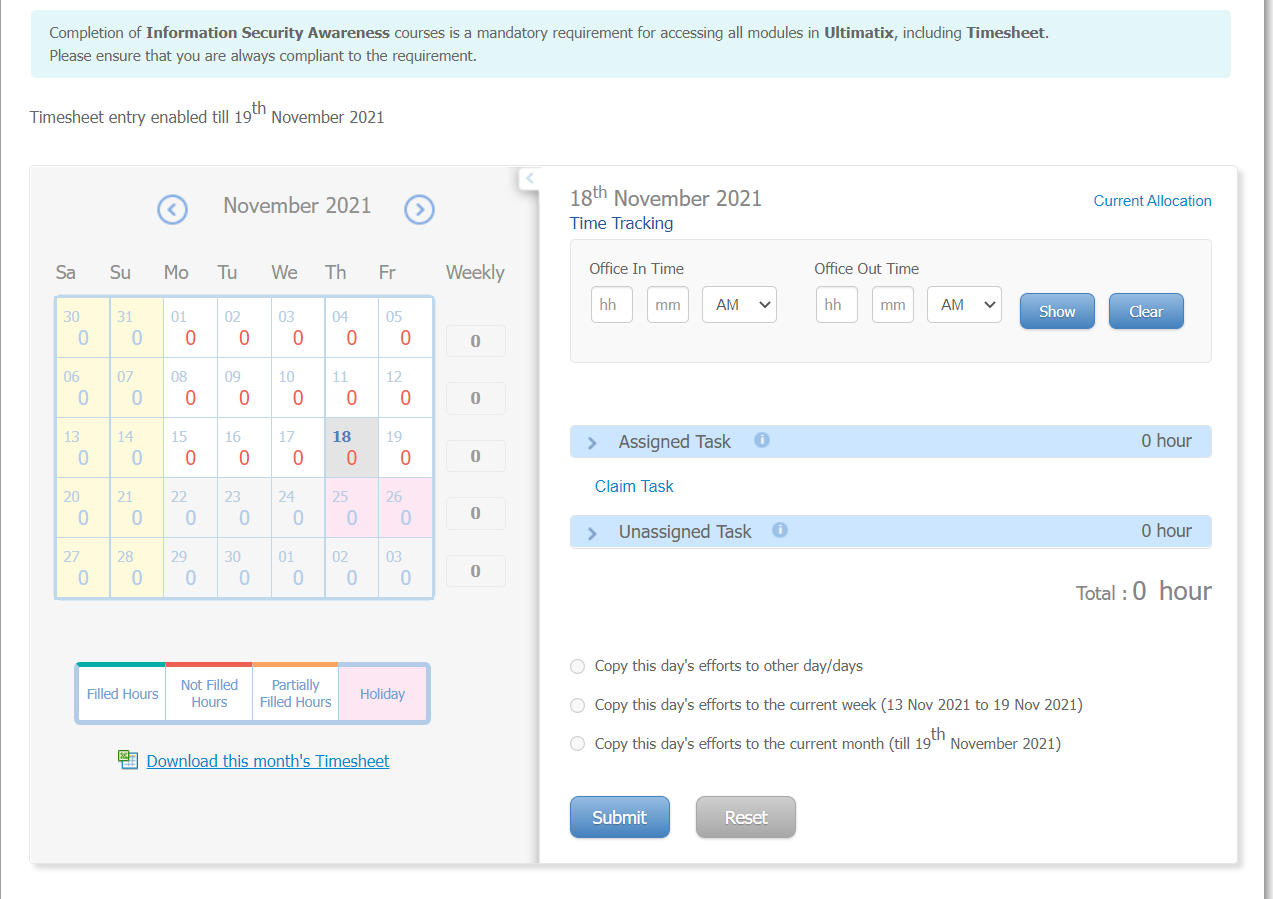 Completion of Information Security Awareness courses is a mandatory requirement for accessing all modules in Ultimatix, including Timesheet.
Please ensure that you are always compliant to the requirement.
Timesheet entry enabled till 19th November 2021
November 2021
Sa Su Mo Tu We Th Fr Weekly
30 31 01 02 03 04 05
0 0 0 0 0 0 0 0
06 07 08 09 10 11 12
0 0 0 0 0 0 0 0
13 14 15 16 17 18 19
0 0 0 0 0 0 0 0
20 21 22 23 24 25 26
0 0 0 0 0 0 0 0
27 28 29 30 01 02 03
0 0 0 0 0 0 0 0
Filled Hours
Not Filled
Hours
Partially
Filled Hours
Holiday
Download this month's Timesheet
18th November 2021
Current Allocation
Time Tracking
Office In Time
Office Out Time
hh mm AM hh mm AM Show Clear
Assigned Task 0 hour
Claim Task
Unassigned Task 0 hour
Total : 0 hour
Copy this day's efforts to other day/days
Copy this day's efforts to the current week (13 Nov 2021 to 19 Nov 2021)
Copy this day's efforts to the current month (till 19th November 2021)
Submit Reset